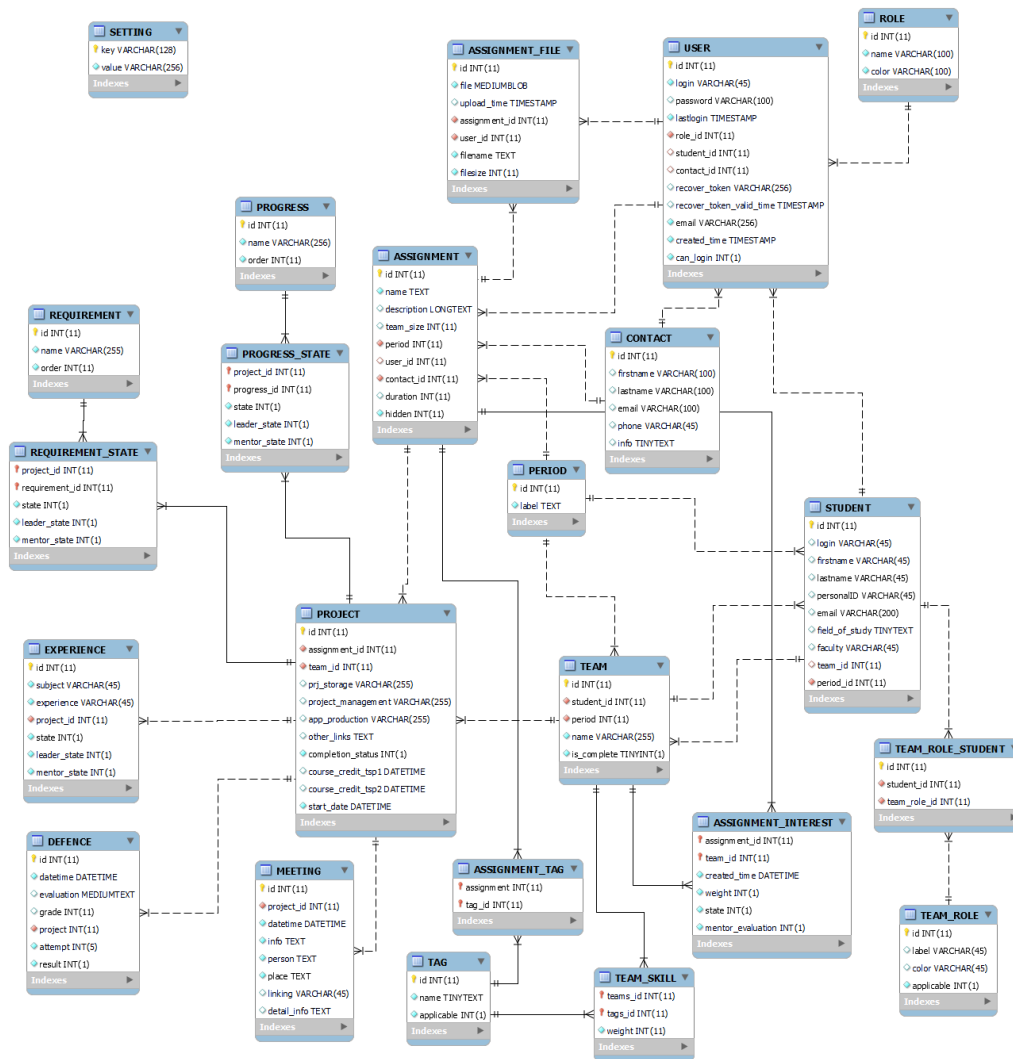 SETTING
key VARCHAR(128)
value VARCHAR(256)
Indexes
ASSIGNMENT_FILE
id INT(11)
file MEDIUMBLOB
upload_time TIMESTAMP
assignment_id INT(11)
user_id INT(11)
filename TEXT
filesize INT(11)
Indexes
USER
id INT(11)
login VARCHAR(45)
password VARCHAR(100)
lastlogin TIMESTAMP
role_id INT(11)
student_id INT(11)
contact_id INT(11)
recover_token VARCHAR(256)
recover_token_valid_time TIMESTAMP
email VARCHAR(256)
created_time TIMESTAMP
can_login INT(1)
Indexes
ROLE
id INT(11)
name VARCHAR(100)
color VARCHAR(100)
Indexes
PROGRESS
id INT(11)
name VARCHAR(256)
order INT(11)
Indexes
ASSIGNMENT
id INT(11)
name TEXT
description LONGTEXT
team_size INT(11)
period INT(11)
user_id INT(11)
contact_id INT(11)
duration INT(11)
hidden INT(11)
Indexes
REQUIREMENT
id INT(11)
name VARCHAR(255)
order INT(11)
Indexes
PROGRESS_STATE
project_id INT(11)
progress_id INT(11)
state INT(1)
leader_state INT(1)
mentor_state INT(1)
Indexes
CONTACT
id INT(11)
firstname VARCHAR(100)
lastname VARCHAR(100)
email VARCHAR(100)
phone VARCHAR(45)
info TINYTEXT
Indexes
REQUIREMENT_STATE
project_id INT(11)
requirement_id INT(11)
state INT(1)
leader_state INT(1)
mentor_state INT(1)
Indexes
PERIOD
id INT(11)
label TEXT
Indexes
STUDENT
id INT(11)
login VARCHAR(45)
firstname VARCHAR(45)
lastname VARCHAR(45)
personalID VARCHAR(45)
email VARCHAR(200)
field_of_study TINYTEXT
faculty VARCHAR(45)
team_id INT(11)
period_id INT(11)
Indexes
PROJECT
id INT(11)
assignment_id INT(11)
team_id INT(11)
prj_storage VARCHAR(255)
project_management VARCHAR(255)
app_production VARCHAR(255)
other_links TEXT
completion_status INT(1)
course_credit_tsp1 DATETIME
course_credit_tsp2 DATETIME
start_date DATETIME
Indexes
EXPERIENCE
id INT(11)
subject VARCHAR(45)
experience VARCHAR(45)
project_id INT(11)
state INT(1)
leader_state INT(1)
mentor_state INT(1)
Indexes
TEAM
id INT(11)
student_id INT(11)
period INT(11)
name VARCHAR(255)
is_complete TINYINT(1)
Indexes
TEAM_ROLE_STUDENT
id INT(11)
student_id INT(11)
team_role_id INT(11)
Indexes
DEFENCE
id INT(11)
datetime DATETIME
evaluation MEDIUMTEXT
grade INT(11)
project INT(11)
attempt INT(5)
result INT(1)
Indexes
MEETING
id INT(11)
project_id INT(11)
datetime DATETIME
info TEXT
person TEXT
place TEXT
linking VARCHAR(45)
detail_info TEXT
Indexes
ASSIGNMENT_TAG
assignment INT(11)
tag_id INT(11)
Indexes
ASSIGNMENT_INTEREST
assignment_id INT(11)
team_id INT(11)
created_time DATETIME
weight INT(1)
state INT(1)
mentor_evaluation INT(1)
Indexes
TEAM_ROLE
id INT(11)
label VARCHAR(45)
color VARCHAR(45)
applicable INT(1)
Indexes
TAG
id INT(11)
name TINYTEXT
applicable INT(1)
Indexes
TEAM_SKILL
teams_id INT(11)
tags_id INT(11)
weight INT(11)
Indexes